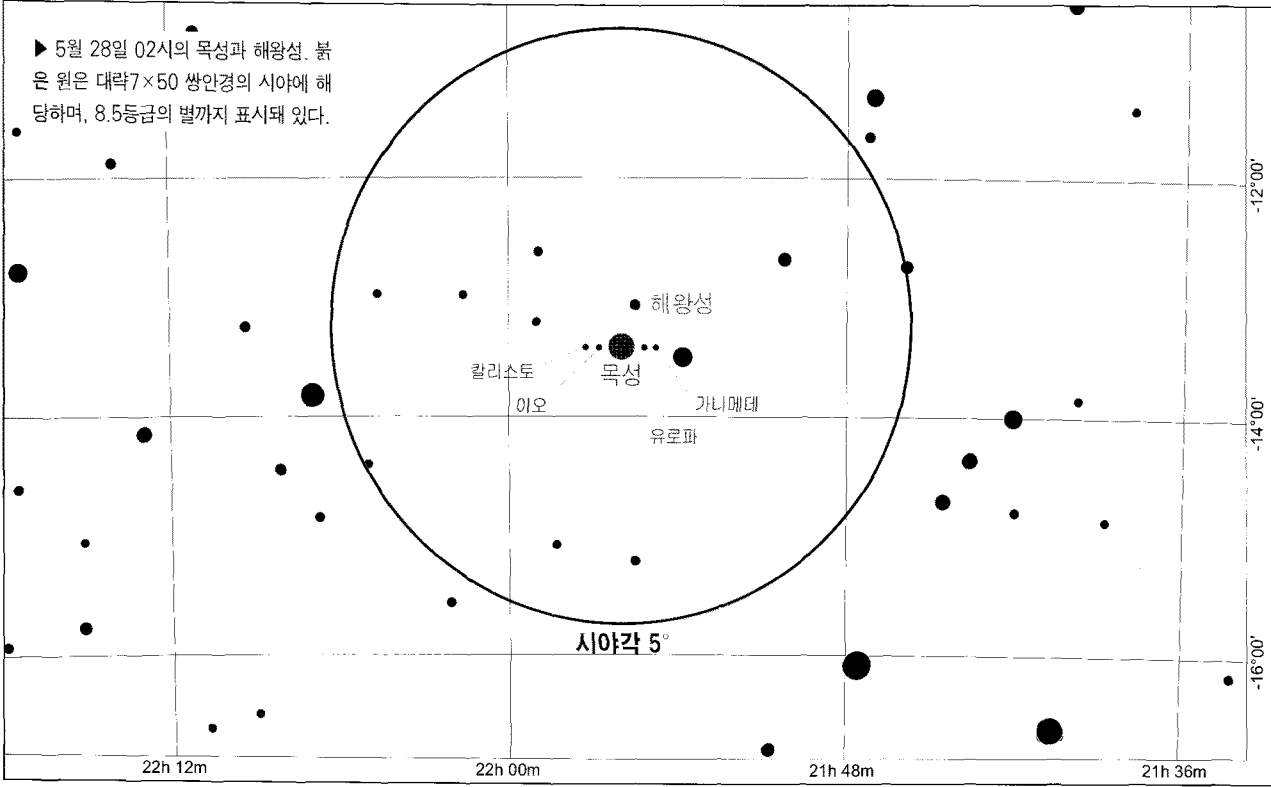 ▶ 5월 28일 02시의 목성과 해왕성. 붉
은 원은 대략7×50 쌍안경의 시야에 해
당하며, 8.5등급의 별까지 표시돼 있다.
-12°00'
해왕성
칼리스토
목성
이오
가니메데
유로파
-14°00'
시야각 5°
-16°00'
22h 12m
22h 00m
21h 48m
21h 36m